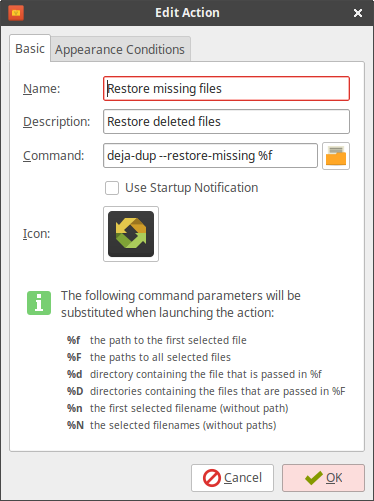 Edit Action
Basic
Appearance Conditions
Name:
Restore missing files
Description:
Restore deleted files
Command:
deja-dup --restore-missing %f
Use Startup Notification
Icon:
The following command parameters will be
substituted when launching the action:
%f the path to the first selected file
%F the paths to all selected files
%d directory containing the file that is passed in %f
%D directories containing the files that are passed in %F
%n the first selected filename (without path)
%N the selected filenames (without paths)
Cancel
OK